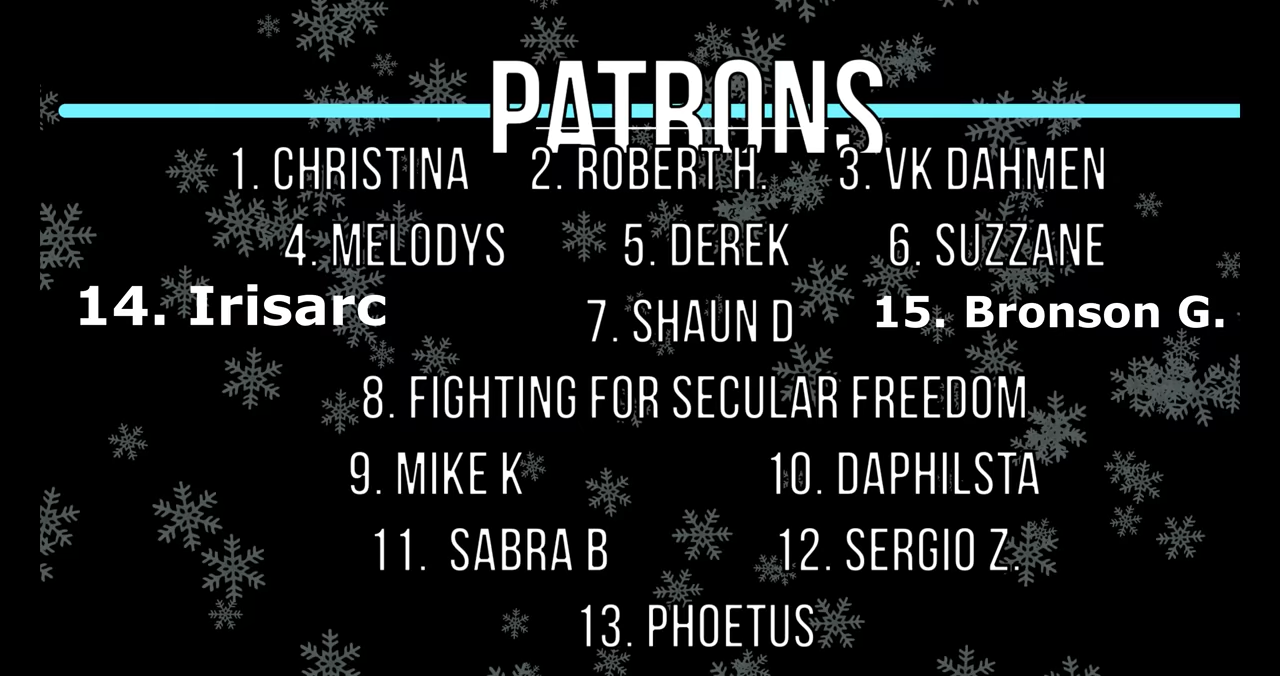 PATRONS
1. CHRISTINA 2. ROBERT H. 3. VK DAHMEN
4. MELODYS 5. DEREK 6. SUZZANE
14. Irisarc 7. SHAUN D 15. Bronson G.
8. FIGHTING FOR SECULAR FREEDOM
9. MIKE K 10. DAPHILSTA
11. SABRA B 12. SERGIO Z.
13. PHOETUS